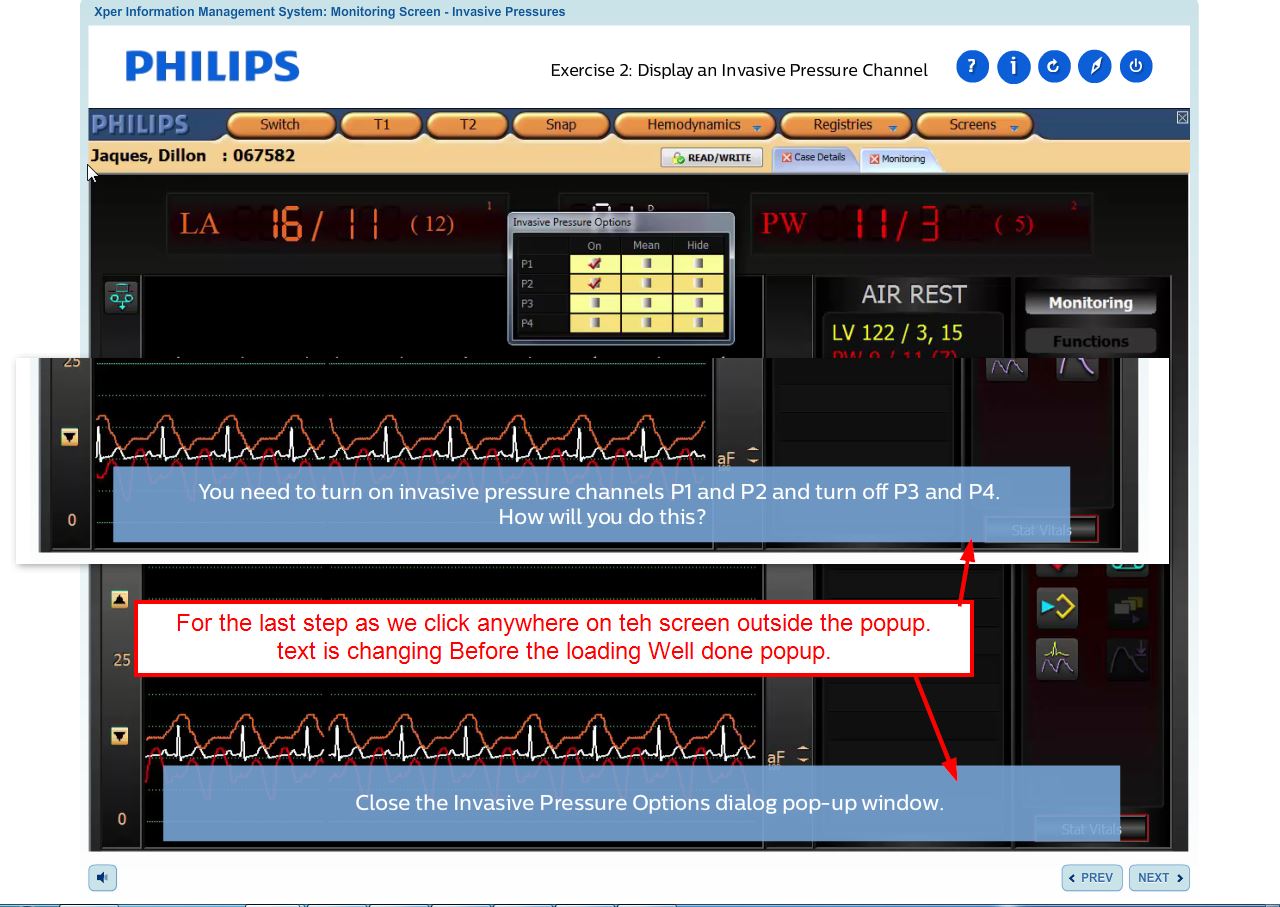 Xper Information Management System: Monitoring Screen - Invasive Pressures
PHILIPS
Exercise 2: Display an Invasive Pressure Channel
? i
PHILIPS Switch T1 T2 Snap Hemodynamics Registries Screens
Jaques, Dillon : 067582 READ/WRITE Case Details Monitoring
LA 16 / 11 ( 12) 1
D
PW 11 / 3 ( 5) 2
Invasive Pressure Options
On Mean Hide
P1
P2
P3
P4
AIR REST
LV 122 / 3, 15
PW 9 / 11 (7)
Monitoring
Functions
25
aF
0
You need to turn on invasive pressure channels P1 and P2 and turn off P3 and P4.
How will you do this?
Stat Vitals
For the last step as we click anywhere on teh screen outside the popup.
text is changing Before the loading Well done popup.
25
aF
Close the Invasive Pressure Options dialog pop-up window.
0
Stat Vitals
PREV NEXT